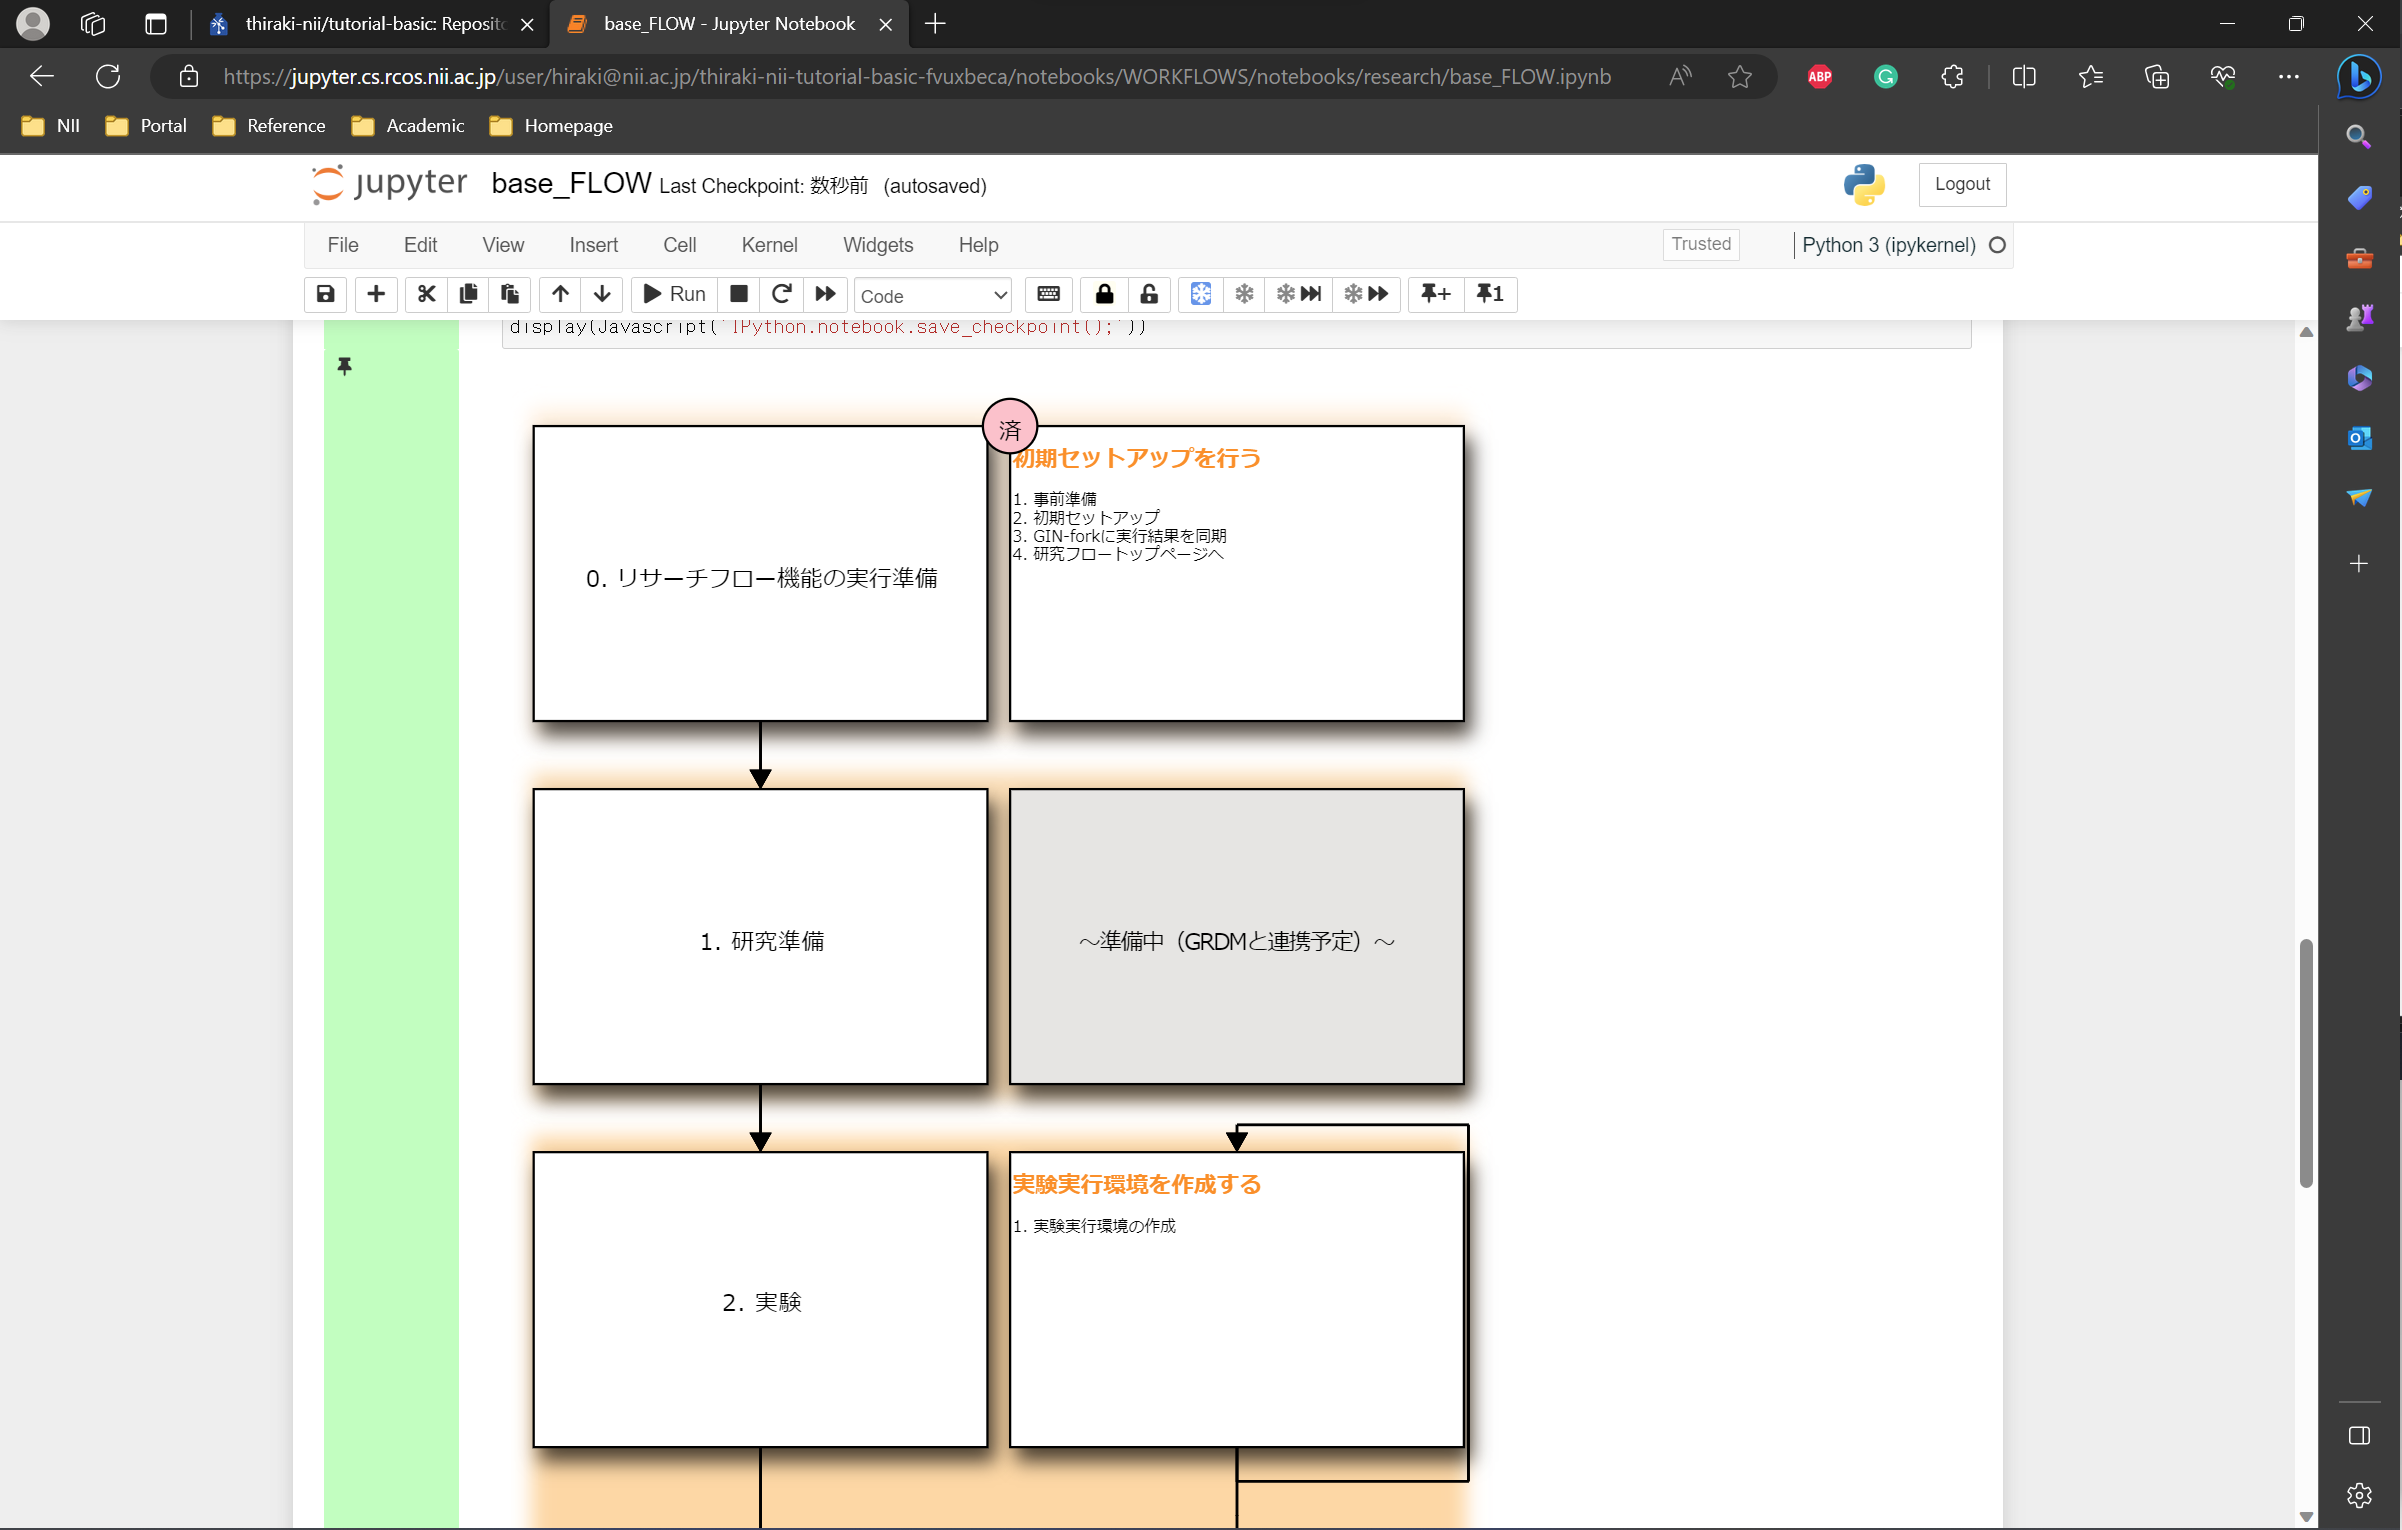 thiraki-nii/tutorial-basic: Reposito
base_FLOW - Jupyter Notebook
https://jupyter.cs.rcos.nii.ac.jp/user/hiraki@nii.ac.jp/thiraki-nii-tutorial-basic-fvuxbeca/notebooks/WORKFLOWS/notebooks/research/base_FLOW.ipynb
ABP
NII Portal Reference Academic Homepage
jupyter base_FLOW Last Checkpoint: 数秒前 (autosaved)
Logout
File Edit View Insert Cell Kernel Widgets Help
Trusted
Python 3 (ipykernel)
Run
Code
1
display(Javascript('IPython.notebook.save_checkpoint();'))
済
0. リサーチフロー機能の実行準備
初期セットアップを行う
1. 事前準備
2. 初期セットアップ
3. GIN-forkに実行結果を同期
4. 研究フロートップページへ
1. 研究準備
～準備中（GRDMと連携予定）～
2. 実験
実験実行環境を作成する
1. 実験実行環境の作成